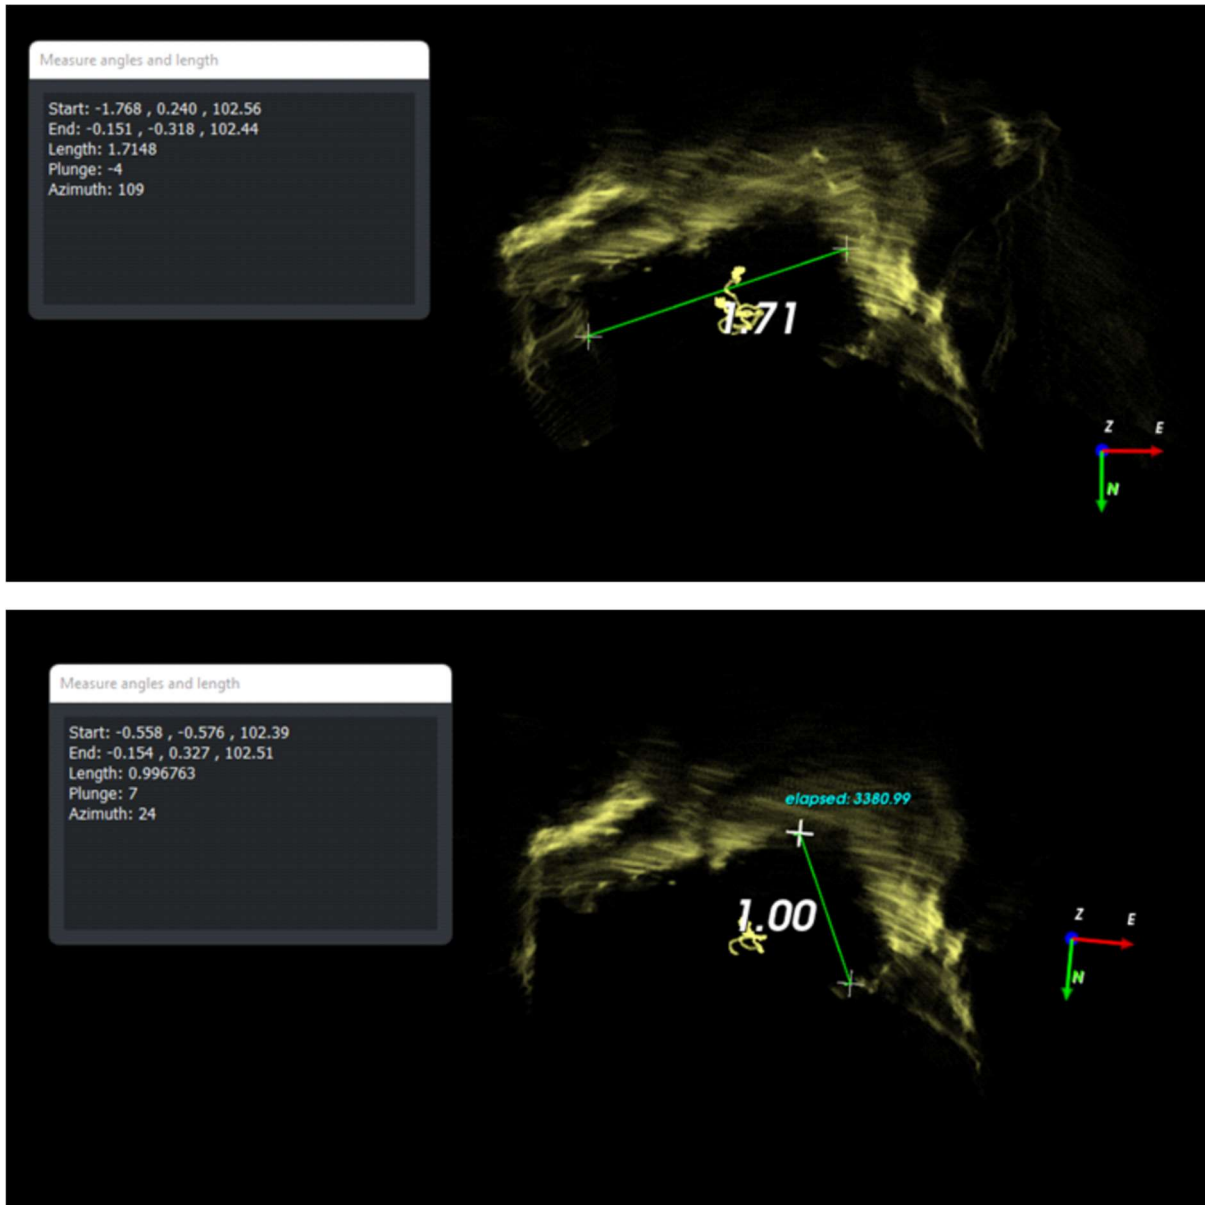 Measure angles and length
Start: -1.768 , 0.240 , 102.56
End: -0.151 , -0.318 , 102.44
Length: 1.7148
Plunge: -4
Azimuth: 109
1.71
Z E
N
Measure angles and length
Start: -0.558 , -0.576 , 102.39
End: -0.154 , 0.327 , 102.51
Length: 0.996763
Plunge: 7
Azimuth: 24
elapsed: 3380.99
1.00
Z E
N